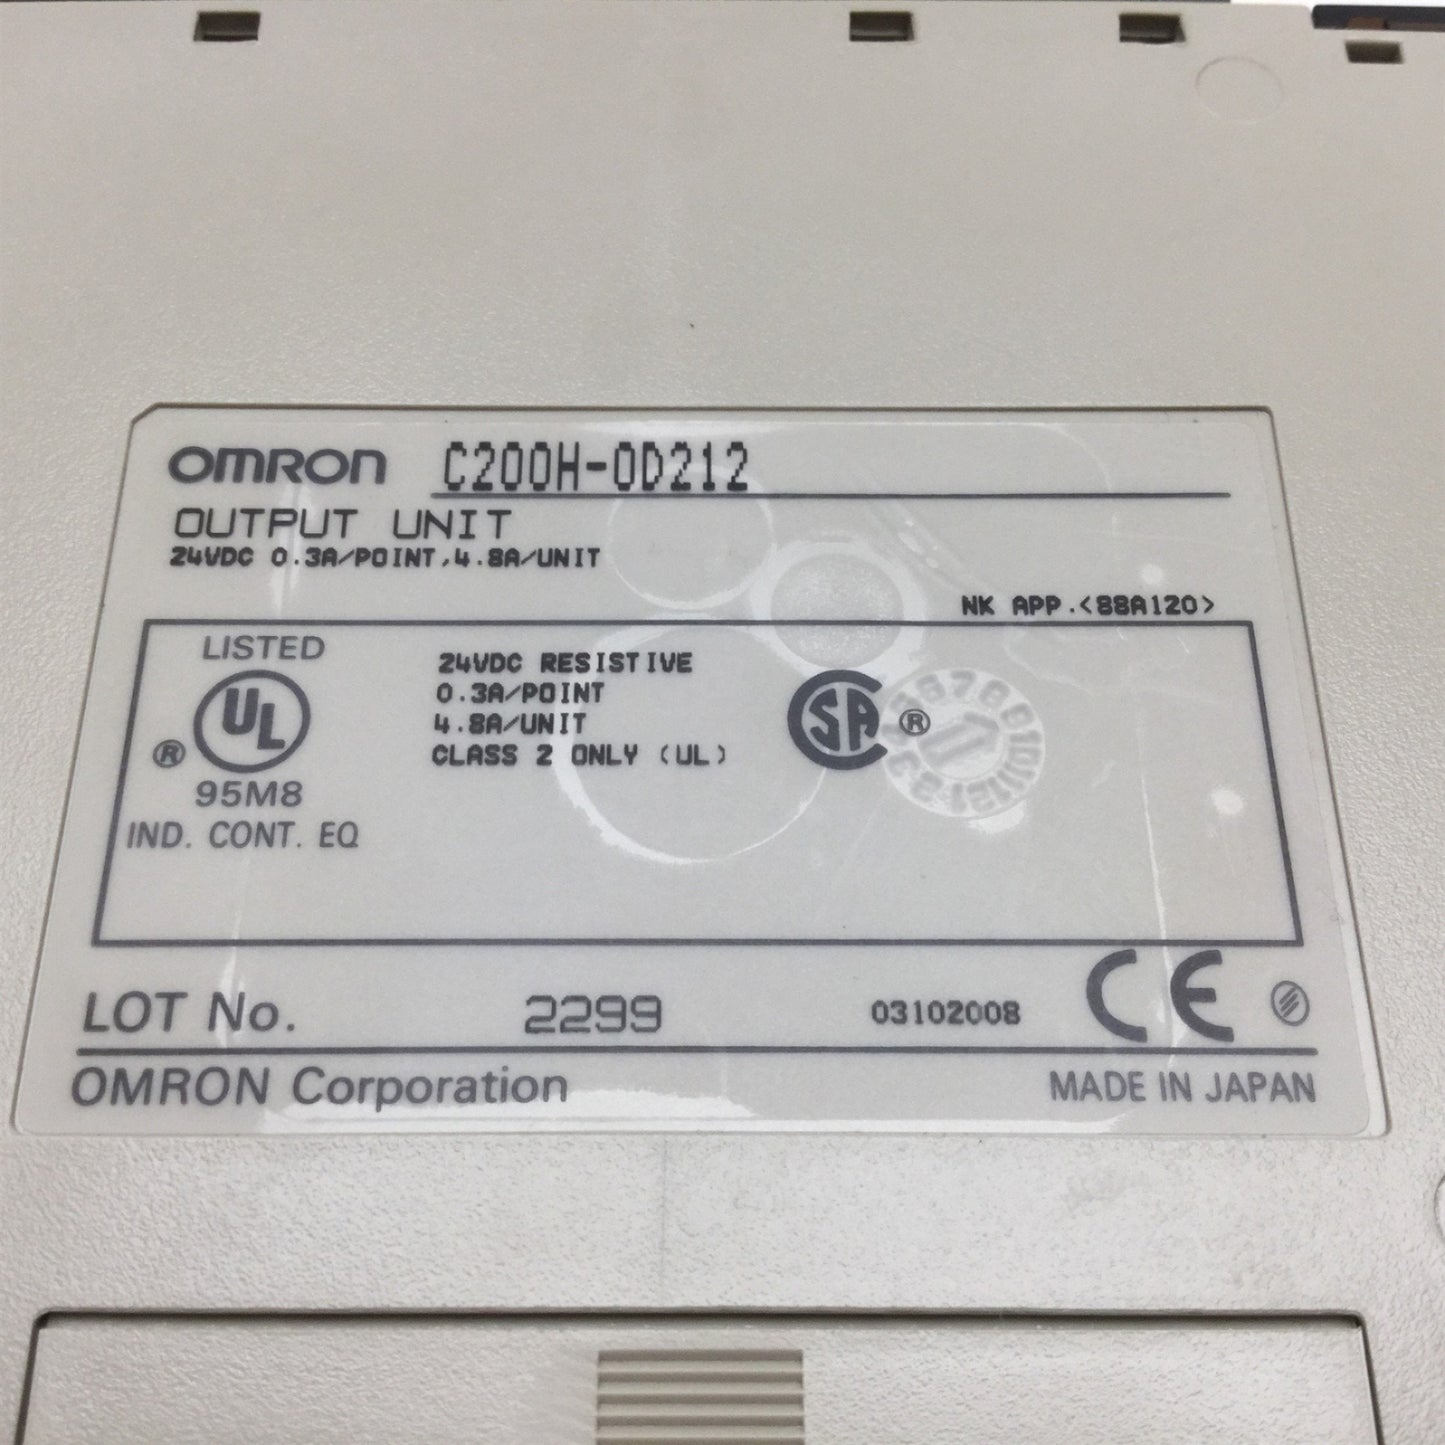 OMRON C200H-OD212
OUTPUT UNIT
24VDC 0.3A/POINT,4.8A/UNIT
NK APP.<88A120>
LISTED
UL
®
95M8
IND. CONT. EQ
24VDC RESISTIVE
0.3A/POINT
4.8A/UNIT
CLASS 2 ONLY (UL)
CSA ®
LOT No. 2299 03102008 CE
OMRON Corporation MADE IN JAPAN